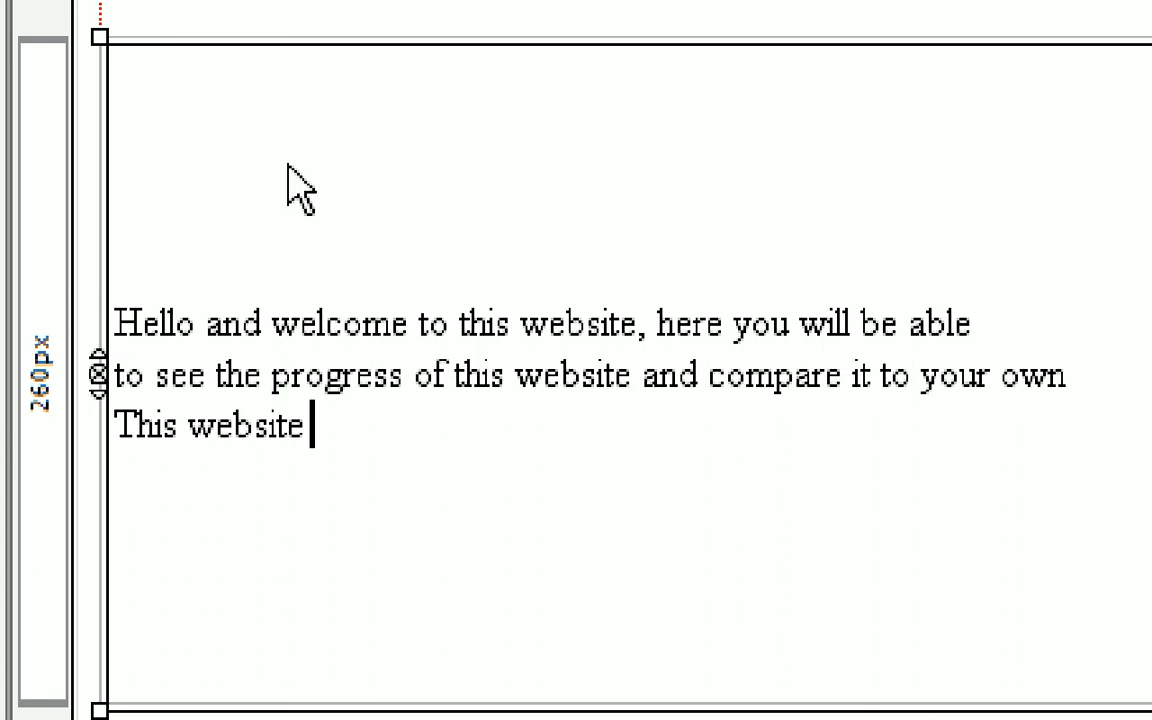 Hello and welcome to this website, here you will be able
to see the progress of this website and compare it to your own
This website
260px